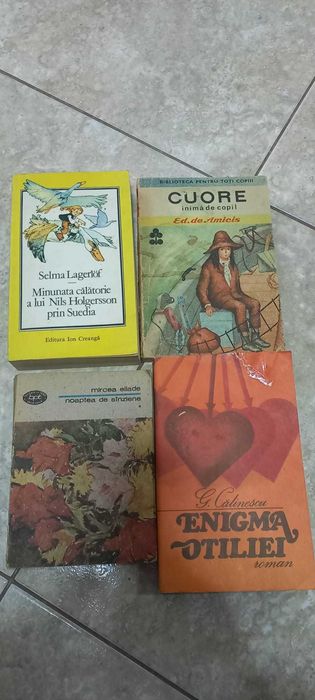 Selma Lagerlöf
Minunata călătorie
a lui Nils Holgersson
prin Suedia
Editura Ion Creangă
BIBLIOTECA PENTRU TOȚI COPIII
CUORE
inimă de copil
Ed. de Amicis
bpt
mircea eliade
noaptea de sînziene
G. Călinescu
ENIGMA
OTILIEI
roman